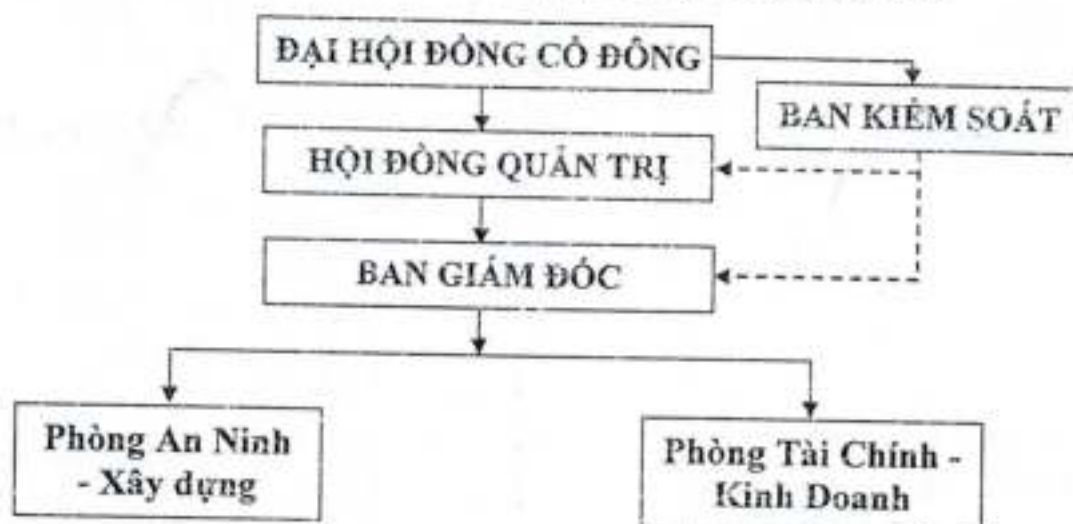 ĐẠI HỘI ĐỒNG CỔ ĐÔNG
BAN KIỂM SOÁT
HỘI ĐỒNG QUẢN TRỊ
BAN GIÁM ĐỐC
Phòng An Ninh
- Xây dựng
Phòng Tài Chính -
Kinh Doanh